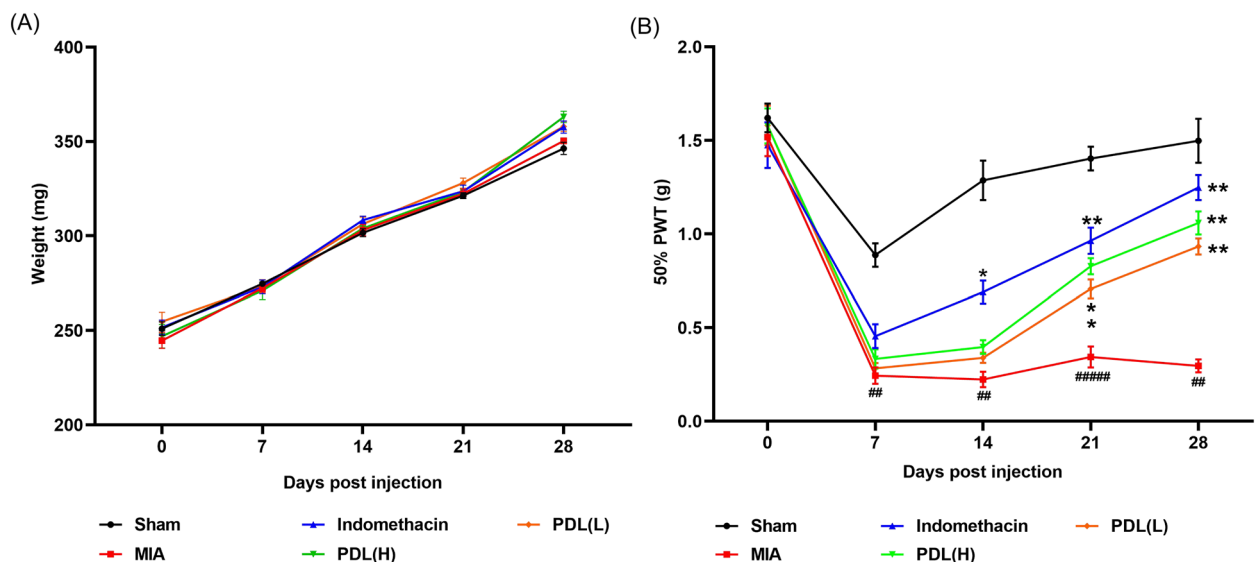 (A)
400
350
300
250
200
Weight (mg)
0 7 14 21 28
Days post injection
Sham
Indomethacin
PDL(L)
MIA
PDL(H)
(B)
2.0
1.5
1.0
0.5
0.0
50% PWT (g)
**
**
**
**
*
*
*
##
##
#####
##
0 7 14 21 28
Days post injection
Sham
Indomethacin
PDL(L)
MIA
PDL(H)